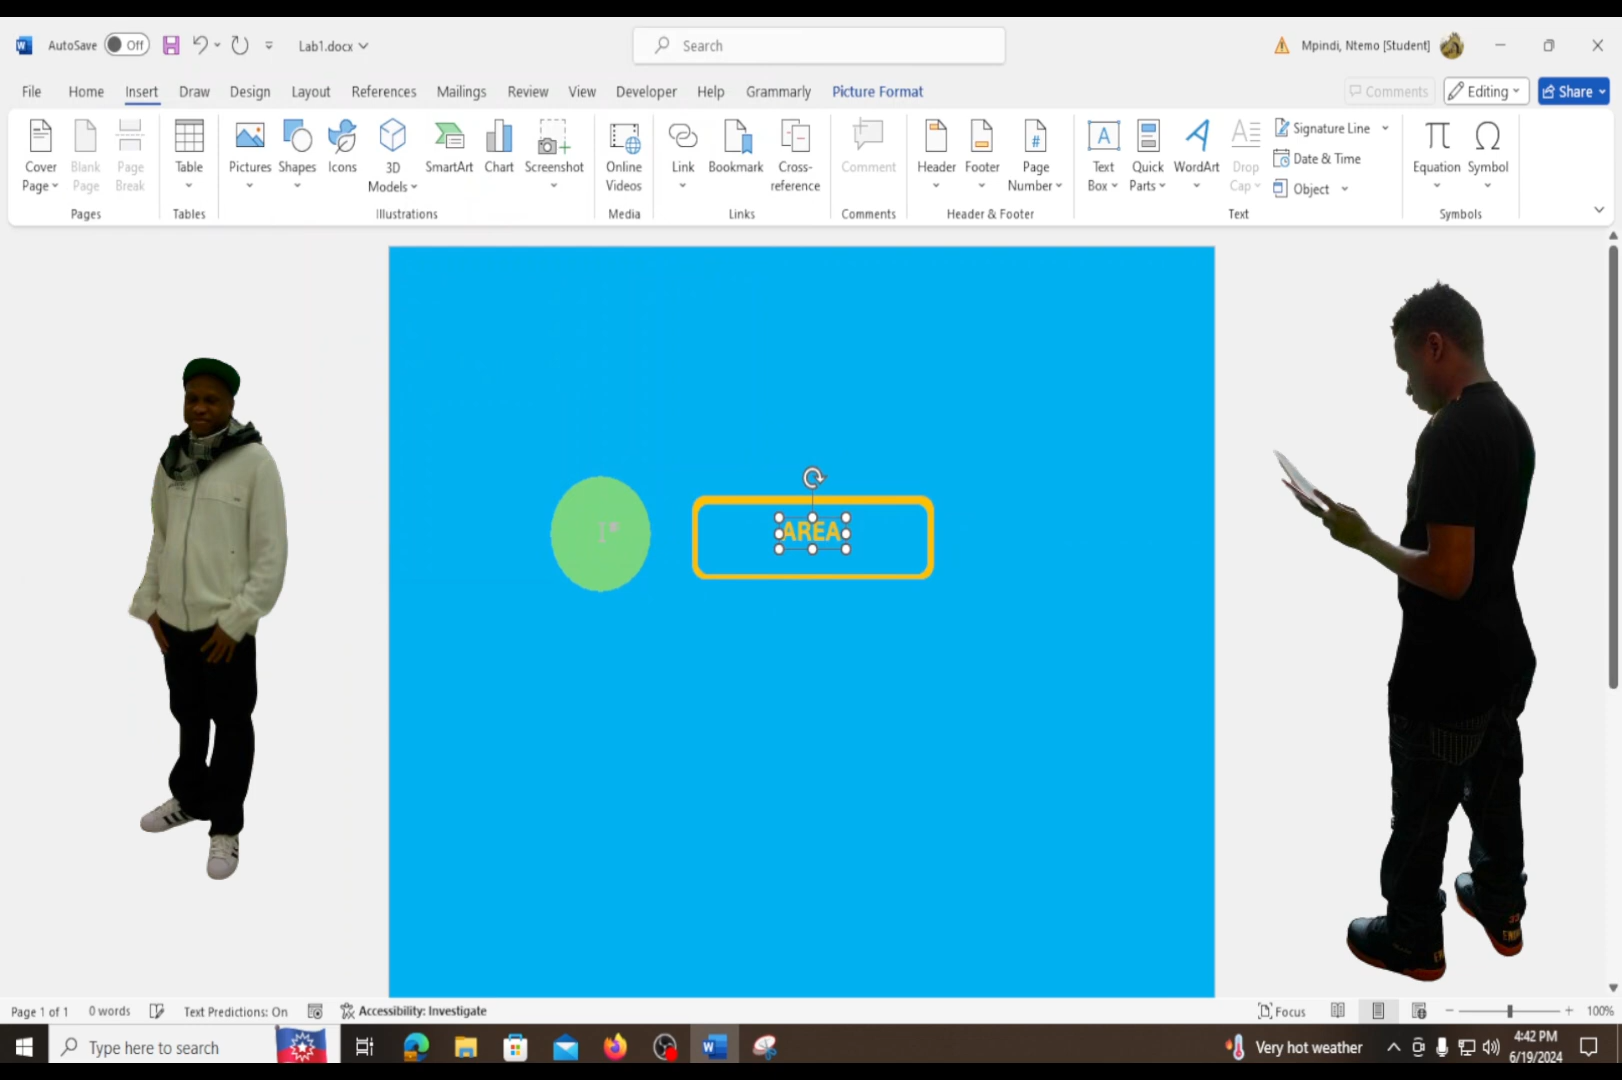 AutoSave Off Lab1.docx Search Mpindi, Ntemo [Student]
File Home Insert Draw Design Layout References Mailings Review View Developer Help Grammarly Picture Format Comments Editing Share
Cover Page Blank Page Page Break Table Pictures Shapes Icons 3D Models SmartArt Chart Screenshot Online Videos Link Bookmark Cross-reference Comment Header Footer Page Number Text Box Quick Parts WordArt Drop Cap Signature Line Date & Time Object Equation Symbol
Pages Tables Illustrations Media Links Comments Header & Footer Text Symbols
AREA
Page 1 of 1 0 words Text Predictions: On Accessibility: Investigate Focus 100%
Type here to search Very hot weather 4:42 PM
6/19/2024